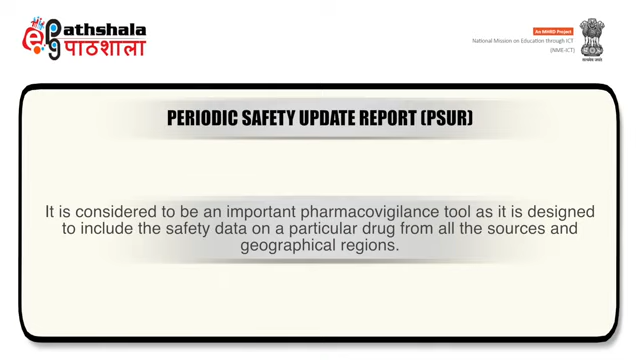 Pathshala
पाठशाला
An MHRD Project
National Mission on Education through ICT
(NME-ICT)
PERIODIC SAFETY UPDATE REPORT (PSUR)
It is considered to be an important pharmacovigilance tool as it is designed
to include the safety data on a particular drug from all the sources and
geographical regions.